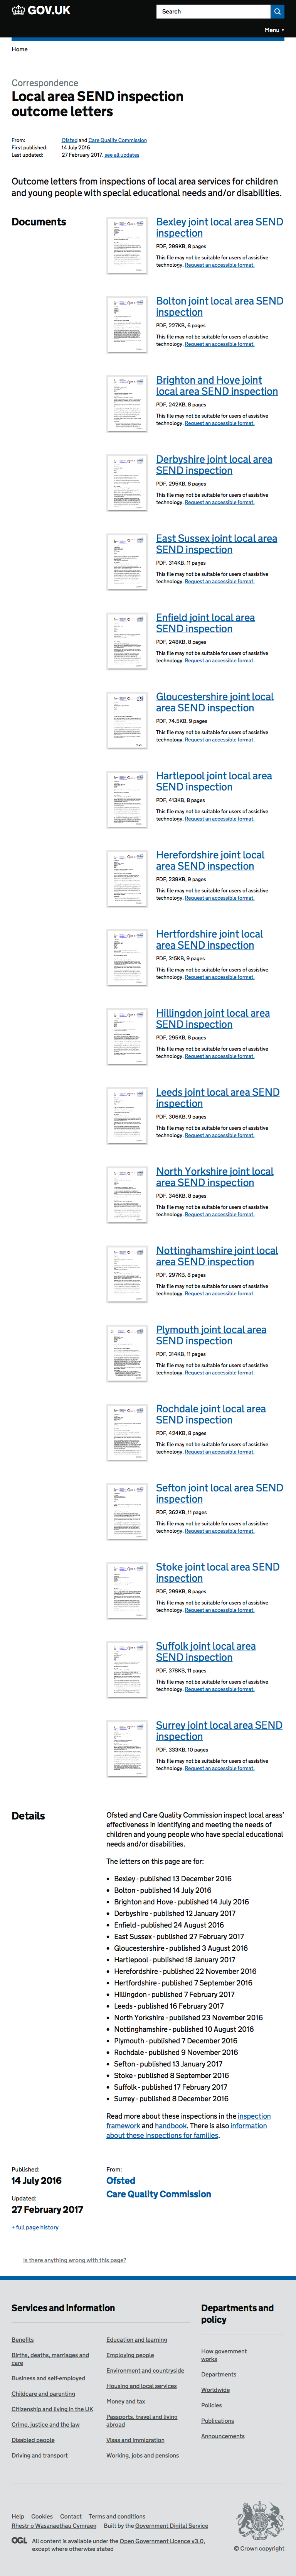 GOV.UK
Search
Menu
Home
Correspondence
Local area SEND inspection
outcome letters
From: Ofsted and Care Quality Commission
First published: 14 July 2016
Last updated: 27 February 2017, see all updates
Outcome letters from inspections of local area services for children
and young people with special educational needs and/or disabilities.
Documents
Bexley joint local area SEND
inspection
PDF, 299KB, 8 pages
This file may not be suitable for users of assistive
technology. Request an accessible format.
Bolton joint local area SEND
inspection
PDF, 227KB, 6 pages
This file may not be suitable for users of assistive
technology. Request an accessible format.
Brighton and Hove joint
local area SEND inspection
PDF, 242KB, 8 pages
This file may not be suitable for users of assistive
technology. Request an accessible format.
Derbyshire joint local area
SEND inspection
PDF, 295KB, 8 pages
This file may not be suitable for users of assistive
technology. Request an accessible format.
East Sussex joint local area
SEND inspection
PDF, 314KB, 11 pages
This file may not be suitable for users of assistive
technology. Request an accessible format.
Enfield joint local area
SEND inspection
PDF, 248KB, 8 pages
This file may not be suitable for users of assistive
technology. Request an accessible format.
Gloucestershire joint local
area SEND inspection
PDF, 74.5KB, 9 pages
This file may not be suitable for users of assistive
technology. Request an accessible format.
Hartlepool joint local area
SEND inspection
PDF, 413KB, 8 pages
This file may not be suitable for users of assistive
technology. Request an accessible format.
Herefordshire joint local
area SEND inspection
PDF, 239KB, 9 pages
This file may not be suitable for users of assistive
technology. Request an accessible format.
Hertfordshire joint local
area SEND inspection
PDF, 315KB, 9 pages
This file may not be suitable for users of assistive
technology. Request an accessible format.
Hillingdon joint local area
SEND inspection
PDF, 295KB, 8 pages
This file may not be suitable for users of assistive
technology. Request an accessible format.
Leeds joint local area SEND
inspection
PDF, 306KB, 9 pages
This file may not be suitable for users of assistive
technology. Request an accessible format.
North Yorkshire joint local
area SEND inspection
PDF, 346KB, 8 pages
This file may not be suitable for users of assistive
technology. Request an accessible format.
Nottinghamshire joint local
area SEND inspection
PDF, 297KB, 8 pages
This file may not be suitable for users of assistive
technology. Request an accessible format.
Plymouth joint local area
SEND inspection
PDF, 314KB, 11 pages
This file may not be suitable for users of assistive
technology. Request an accessible format.
Rochdale joint local area
SEND inspection
PDF, 424KB, 8 pages
This file may not be suitable for users of assistive
technology. Request an accessible format.
Sefton joint local area SEND
inspection
PDF, 362KB, 11 pages
This file may not be suitable for users of assistive
technology. Request an accessible format.
Stoke joint local area SEND
inspection
PDF, 299KB, 8 pages
This file may not be suitable for users of assistive
technology. Request an accessible format.
Suffolk joint local area
SEND inspection
PDF, 378KB, 11 pages
This file may not be suitable for users of assistive
technology. Request an accessible format.
Surrey joint local area SEND
inspection
PDF, 333KB, 10 pages
This file may not be suitable for users of assistive
technology. Request an accessible format.
Details
Ofsted and Care Quality Commission inspect local areas'
effectiveness in identifying and meeting the needs of
children and young people who have special educational
needs and/or disabilities.
The letters on this page are for:
• Bexley - published 13 December 2016
• Bolton - published 14 July 2016
• Brighton and Hove - published 14 July 2016
• Derbyshire - published 12 January 2017
• Enfield - published 24 August 2016
• East Sussex - published 27 February 2017
• Gloucestershire - published 3 August 2016
• Hartlepool - published 18 January 2017
• Herefordshire - published 22 November 2016
• Hertfordshire - published 7 September 2016
• Hillingdon - published 7 February 2017
• Leeds - published 16 February 2017
• North Yorkshire - published 23 November 2016
• Nottinghamshire - published 10 August 2016
• Plymouth - published 7 December 2016
• Rochdale - published 9 November 2016
• Sefton - published 13 January 2017
• Stoke - published 8 September 2016
• Suffolk - published 17 February 2017
• Surrey - published 2 December 2016
Read more about these inspections in the inspection
framework and handbook. There is also information
about these inspections for families.
Published:
14 July 2016
Updated:
27 February 2017
+ full page history
From:
Ofsted
Care Quality Commission
Is there anything wrong with this page?
Services and information
Benefits
Births, deaths, marriages and
care
Business and self-employed
Childcare and parenting
Citizenship and living in the UK
Crime, justice and the law
Disabled people
Driving and transport
Education and learning
Employing people
Environment and countryside
Housing and local services
Money and tax
Passports, travel and living
abroad
Visas and immigration
Working, jobs and pensions
Departments and
policy
How government
works
Departments
Worldwide
Policies
Publications
Announcements
Help Cookies Contact Terms and conditions
Rhestr o Wasanaethau Cymraeg Built by the Government Digital Service
OGL All content is available under the Open Government Licence v3.0,
except where otherwise stated
© Crown copyright